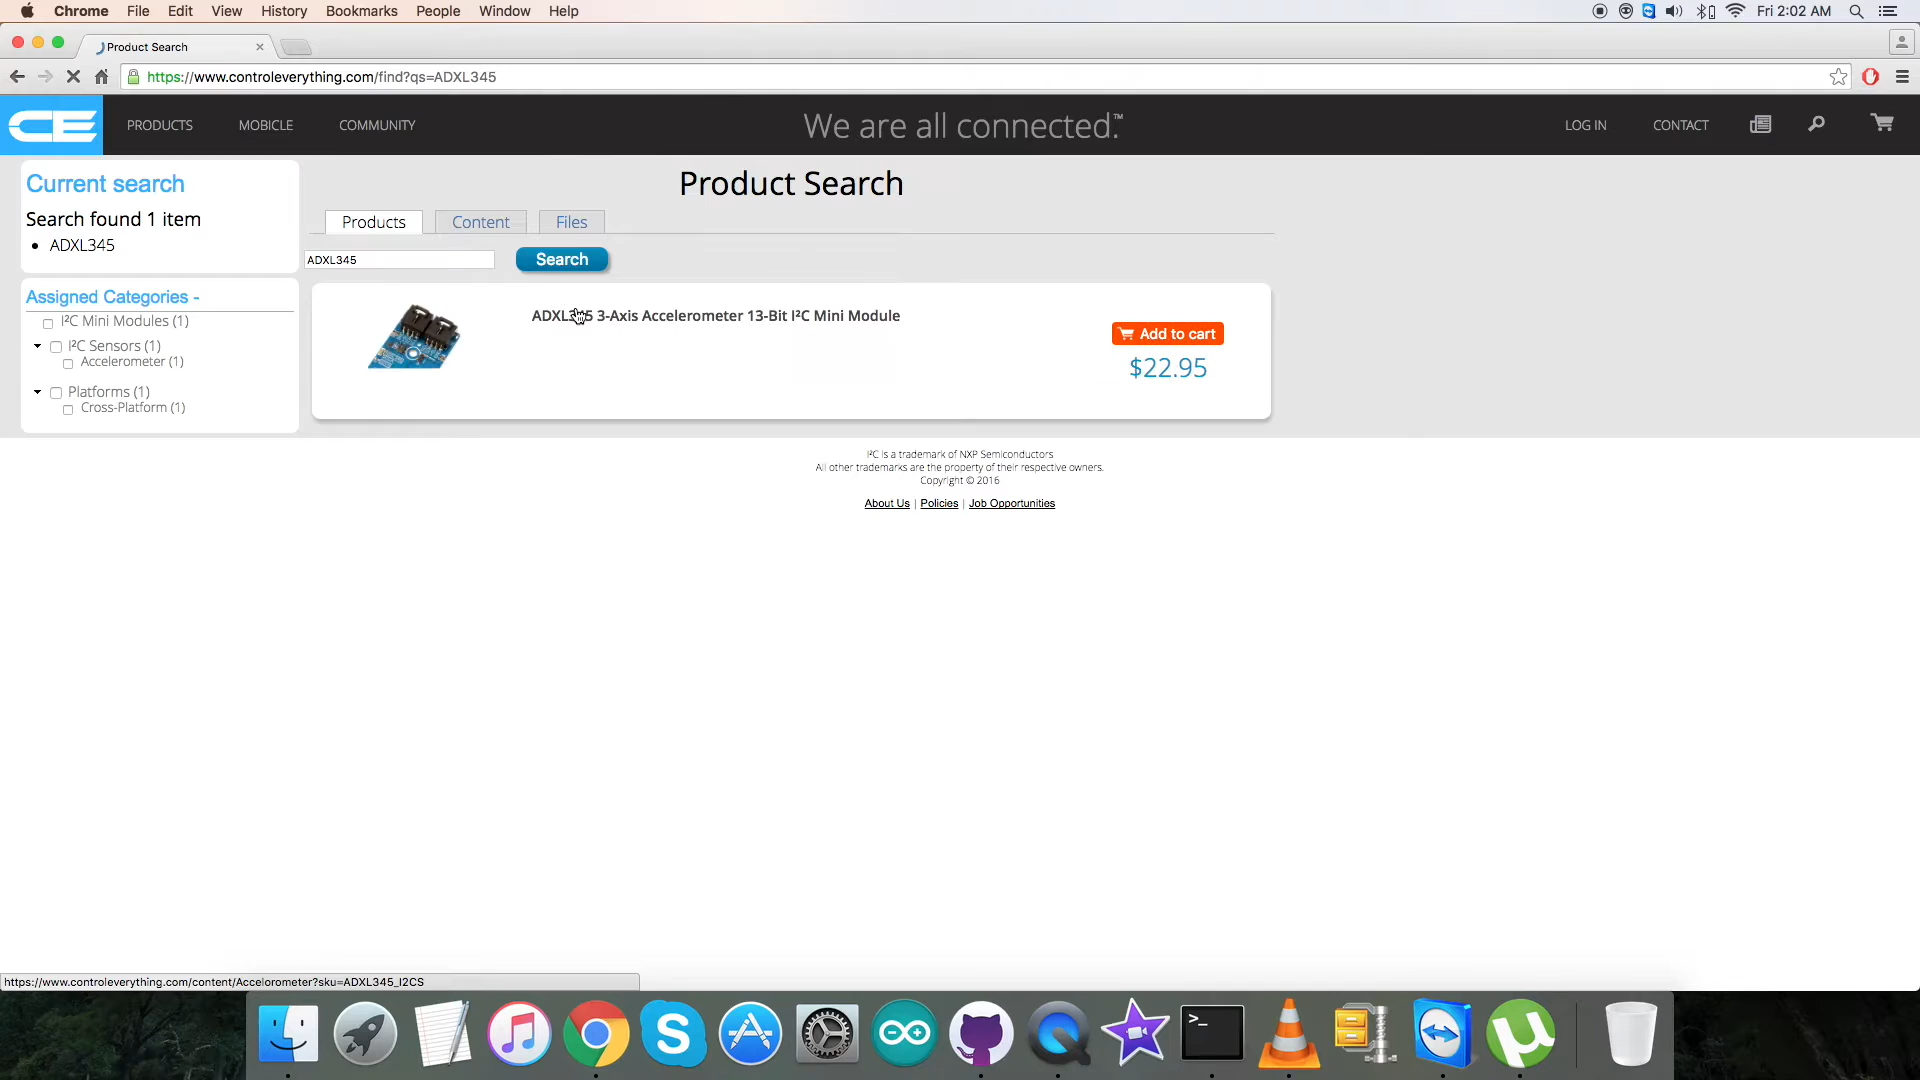 Chrome File Edit View History Bookmarks People Window Help Fri 2:02 AM
Product Search
https://www.controleverything.com/find?qs=ADXL345
CE PRODUCTS MOBICLE COMMUNITY We are all connected.™ LOG IN CONTACT
Current search
Search found 1 item
ADXL345
Assigned Categories -
I²C Mini Modules (1)
I²C Sensors (1)
Accelerometer (1)
Platforms (1)
Cross-Platform (1)
Product Search
Products Content Files
ADXL345 Search
ADXL345 3-Axis Accelerometer 13-Bit I²C Mini Module
Add to cart
$22.95
I²C is a trademark of NXP Semiconductors
All other trademarks are the property of their respective owners.
Copyright © 2016
About Us | Policies | Job Opportunities
https://www.controleverything.com/content/Accelorometer?sku=ADXL345_I2CS